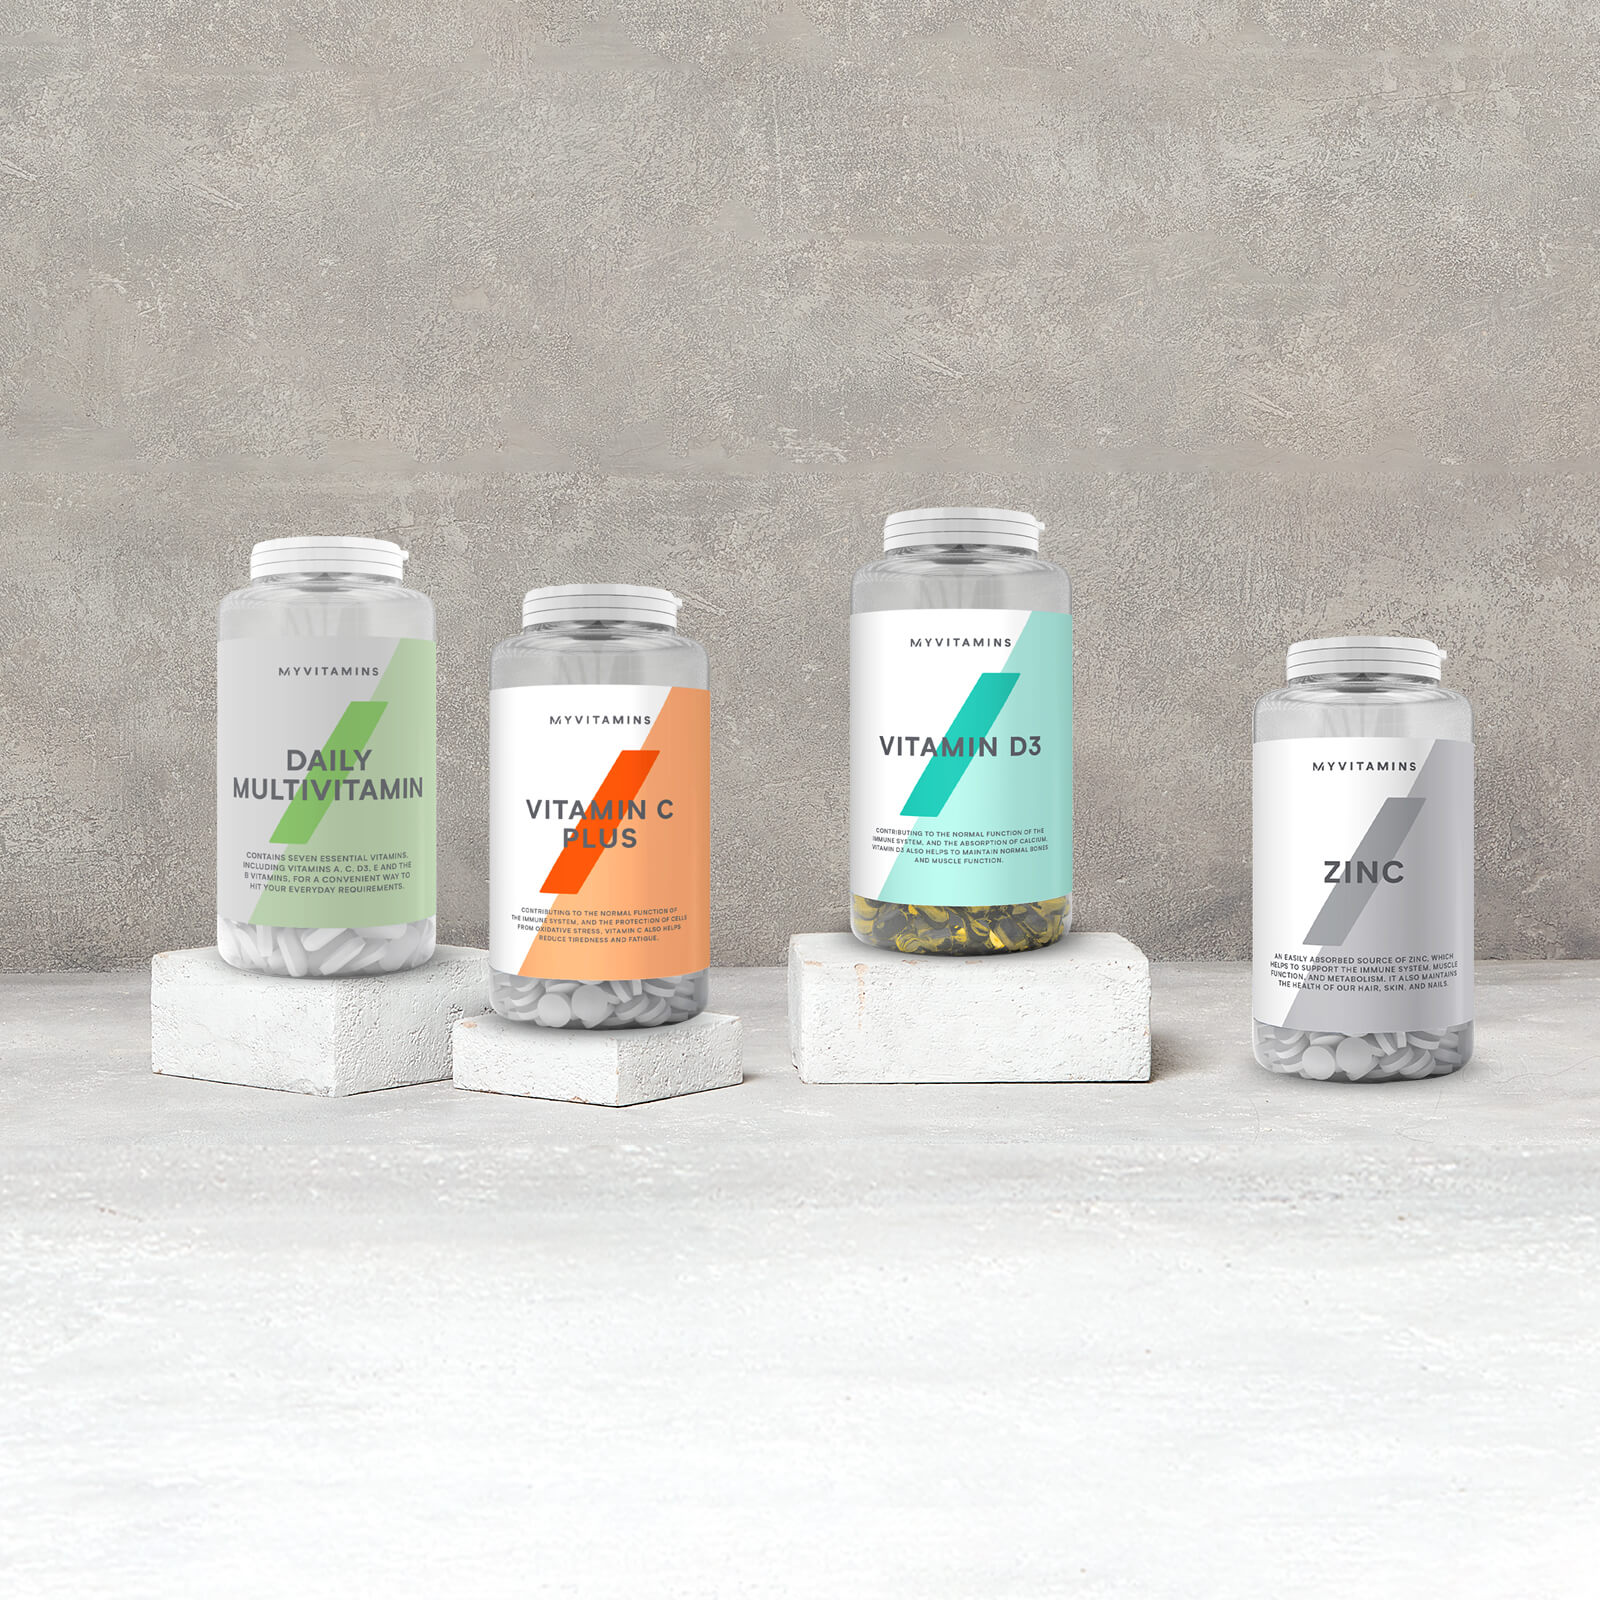 MYVITAMINS
DAILY
MULTIVITAMIN
CONTAINS SEVEN ESSENTIAL VITAMINS,
INCLUDING VITAMINS A, C, D3, E AND THE
B VITAMINS, FOR A CONVENIENT WAY TO
HIT YOUR EVERYDAY REQUIREMENTS.
MYVITAMINS
VITAMIN C
PLUS
CONTRIBUTING TO THE NORMAL FUNCTION OF
THE IMMUNE SYSTEM, AND THE PROTECTION OF CELLS
FROM OXIDATIVE STRESS, VITAMIN C ALSO HELPS
REDUCE TIREDNESS AND FATIGUE.
MYVITAMINS
VITAMIN D3
CONTRIBUTING TO THE NORMAL FUNCTION OF THE
IMMUNE SYSTEM, AND THE ABSORPTION OF CALCIUM,
VITAMIN D3 ALSO HELPS TO MAINTAIN NORMAL BONES
AND MUSCLE FUNCTION.
MYVITAMINS
ZINC
AN EASILY ABSORBED SOURCE OF ZINC, WHICH
HELPS TO SUPPORT THE IMMUNE SYSTEM, MUSCLE
FUNCTION, AND METABOLISM, IT ALSO MAINTAINS
THE HEALTH OF OUR HAIR, SKIN, AND NAILS.